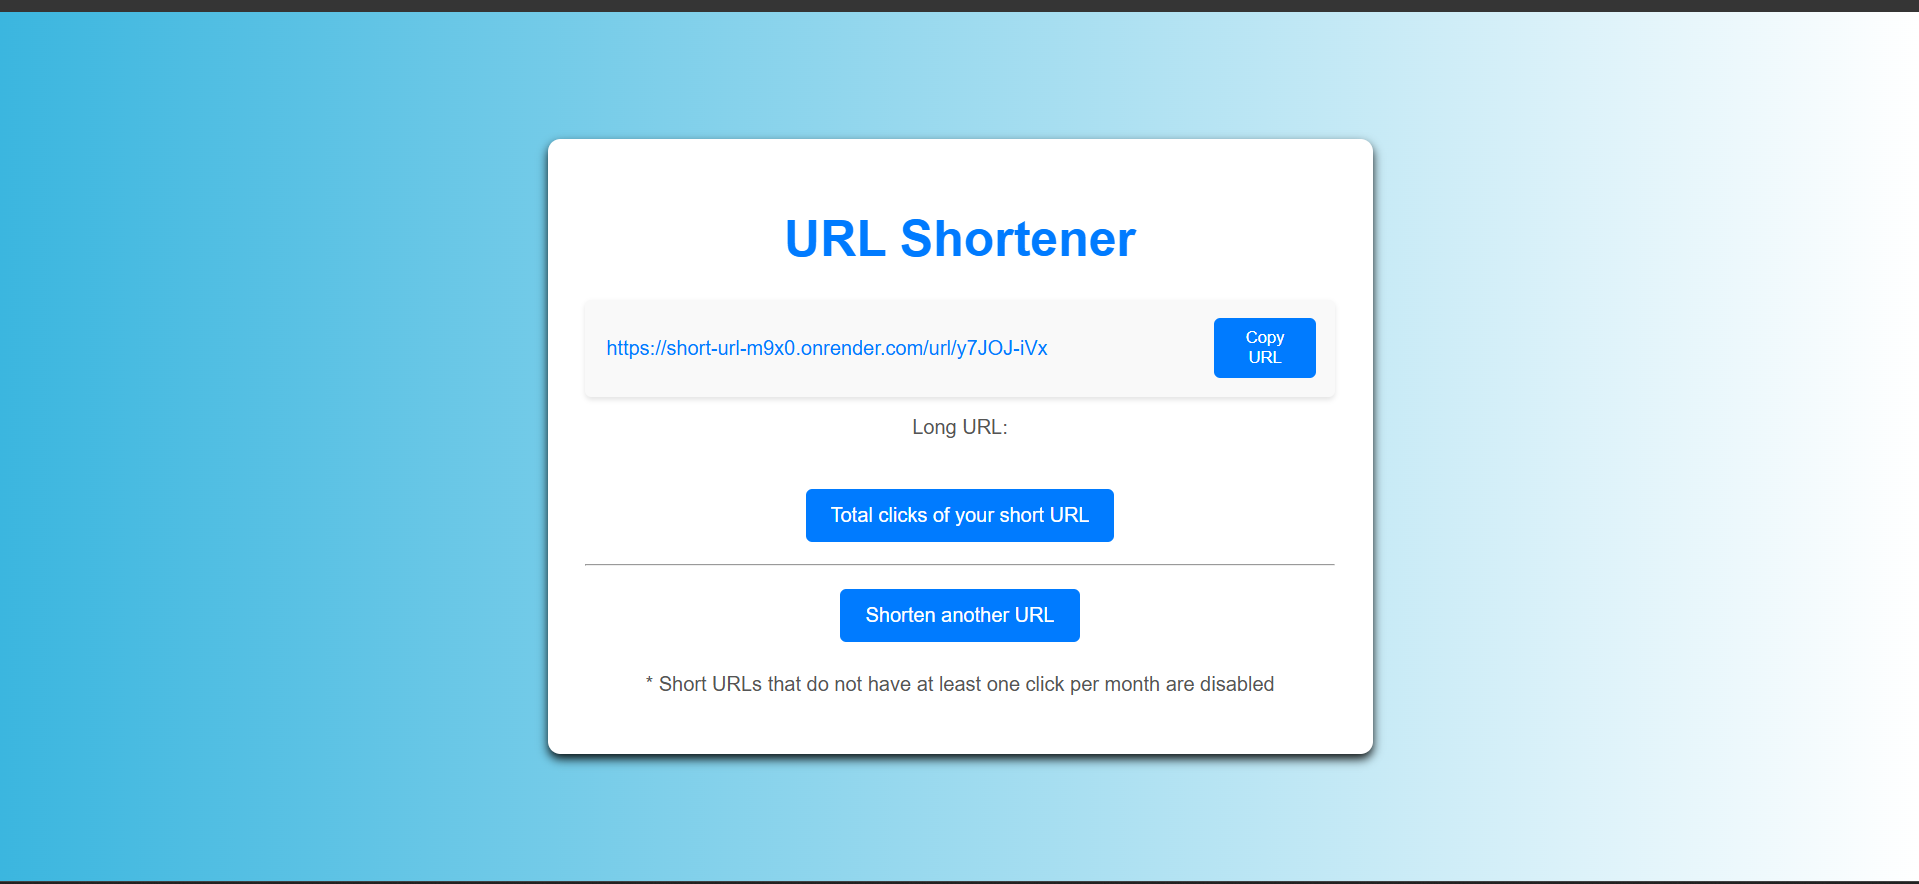 URL Shortener
https://short-url-m9x0.onrender.com/url/y7JOJ-iVx
Copy
URL
Long URL:
Total clicks of your short URL
Shorten another URL
* Short URLs that do not have at least one click per month are disabled